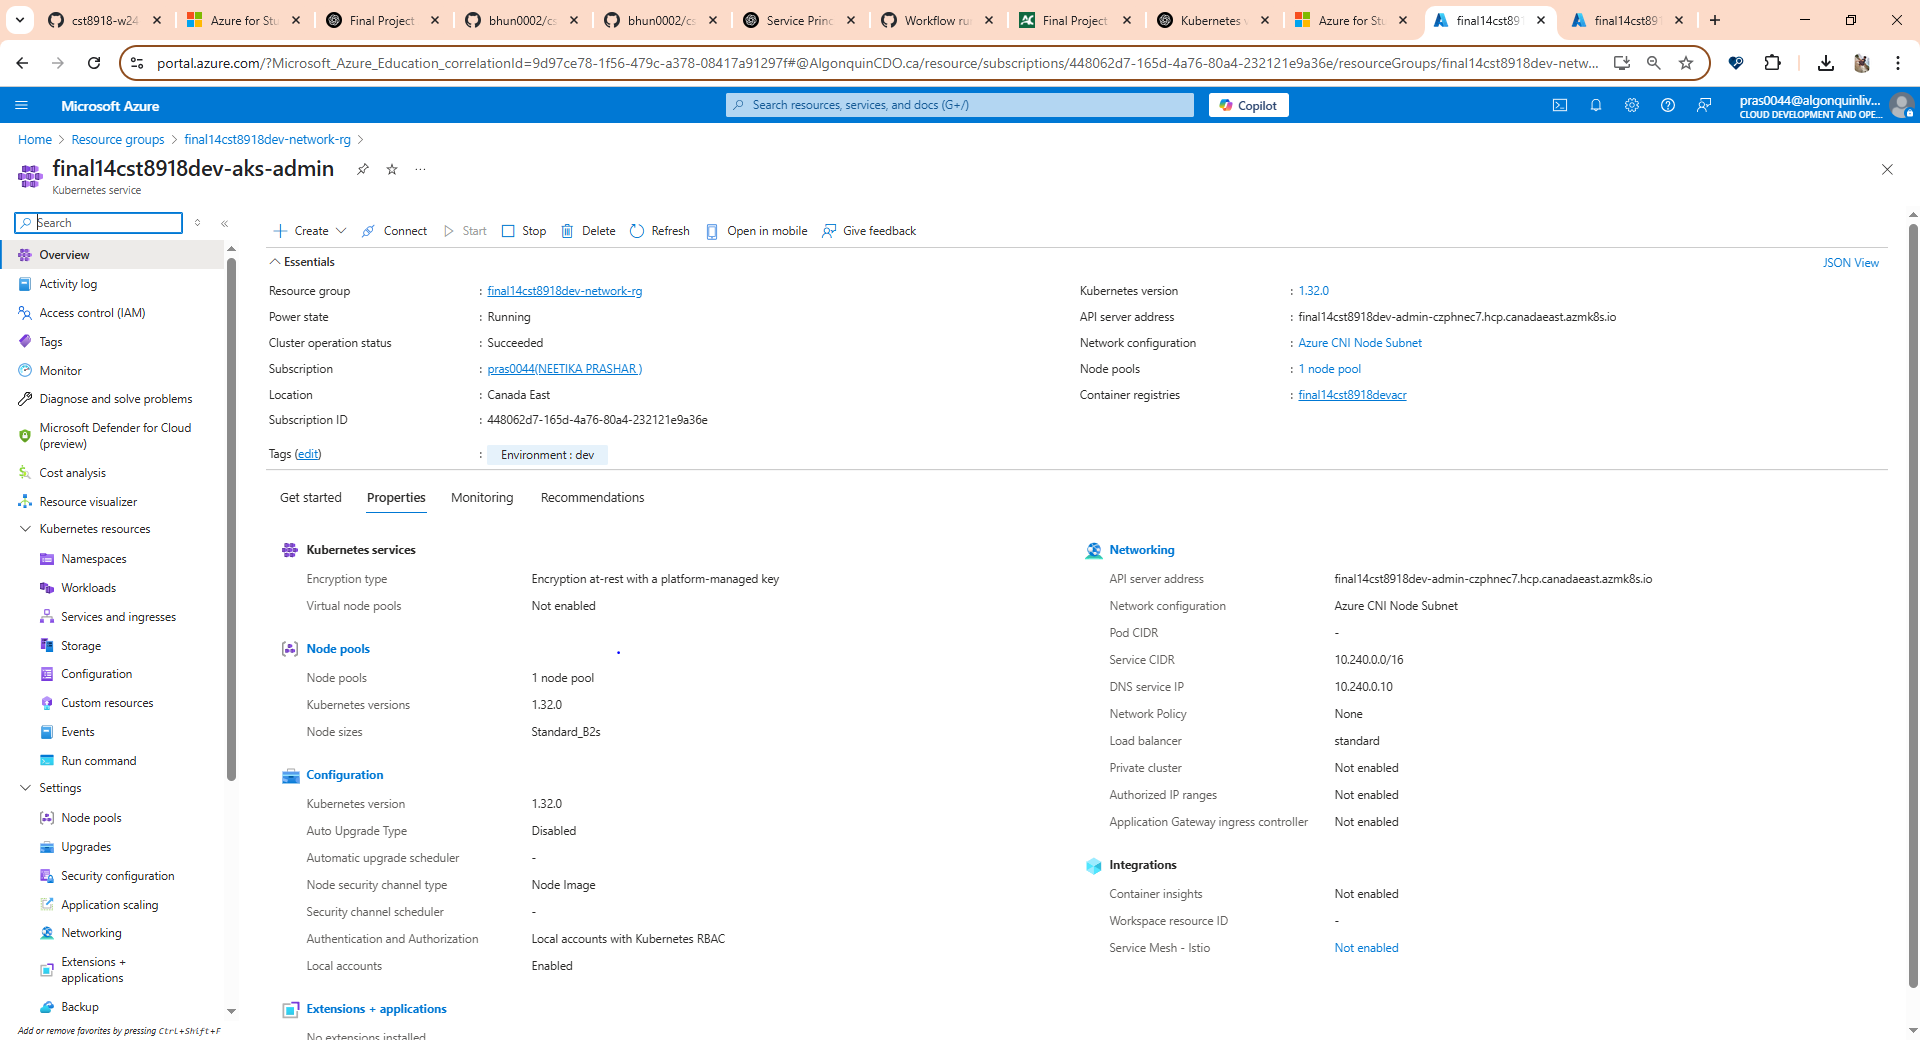 cst8918-w24
Azure for Stu
Final Project
bhun0002/cs
bhun0002/cs
Service Princ
Workflow ru
Final Project
Kubernetes v
Azure for Stu
final14cst891
final14cst891
portal.azure.com/?Microsoft_Azure_Education_correlationId=9d97ce78-1f56-479c-a378-08417a91297f#@AlgonquinCDO.ca/resource/subscriptions/448062d7-165d-4a76-80a4-232121e9a36e/resourceGroups/final14cst8918dev-netw...
Microsoft Azure
Search resources, services, and docs (G+/)
Copilot
pras0044@algonquinliv...
CLOUD DEVELOPMENT AND OPE...
Home > Resource groups > final14cst8918dev-network-rg >
final14cst8918dev-aks-admin
Kubernetes service
Search
Overview
Activity log
Access control (IAM)
Tags
Monitor
Diagnose and solve problems
Microsoft Defender for Cloud
(preview)
Cost analysis
Resource visualizer
Kubernetes resources
Namespaces
Workloads
Services and ingresses
Storage
Configuration
Custom resources
Events
Run command
Settings
Node pools
Upgrades
Security configuration
Application scaling
Networking
Extensions +
applications
Backup
Add or remove favorites by pressing Ctrl+Shift+F
Create
Connect
Start
Stop
Delete
Refresh
Open in mobile
Give feedback
Essentials
JSON View
Resource group : final14cst8918dev-network-rg
Power state : Running
Cluster operation status : Succeeded
Subscription : pras0044(NEETIKA PRASHAR )
Location : Canada East
Subscription ID : 448062d7-165d-4a76-80a4-232121e9a36e
Kubernetes version : 1.32.0
API server address : final14cst8918dev-admin-czphnec7.hcp.canadaeast.azmk8s.io
Network configuration : Azure CNI Node Subnet
Node pools : 1 node pool
Container registries : final14cst8918devacr
Tags (edit) : Environment : dev
Get started
Properties
Monitoring
Recommendations
Kubernetes services
Encryption type Encryption at-rest with a platform-managed key
Virtual node pools Not enabled
Node pools
Node pools 1 node pool
Kubernetes versions 1.32.0
Node sizes Standard_B2s
Configuration
Kubernetes version 1.32.0
Auto Upgrade Type Disabled
Automatic upgrade scheduler -
Node security channel type Node Image
Security channel scheduler -
Authentication and Authorization Local accounts with Kubernetes RBAC
Local accounts Enabled
Extensions + applications
No extensions installed
Networking
API server address final14cst8918dev-admin-czphnec7.hcp.canadaeast.azmk8s.io
Network configuration Azure CNI Node Subnet
Pod CIDR -
Service CIDR 10.240.0.0/16
DNS service IP 10.240.0.10
Network Policy None
Load balancer standard
Private cluster Not enabled
Authorized IP ranges Not enabled
Application Gateway ingress controller Not enabled
Integrations
Container insights Not enabled
Workspace resource ID -
Service Mesh - Istio Not enabled